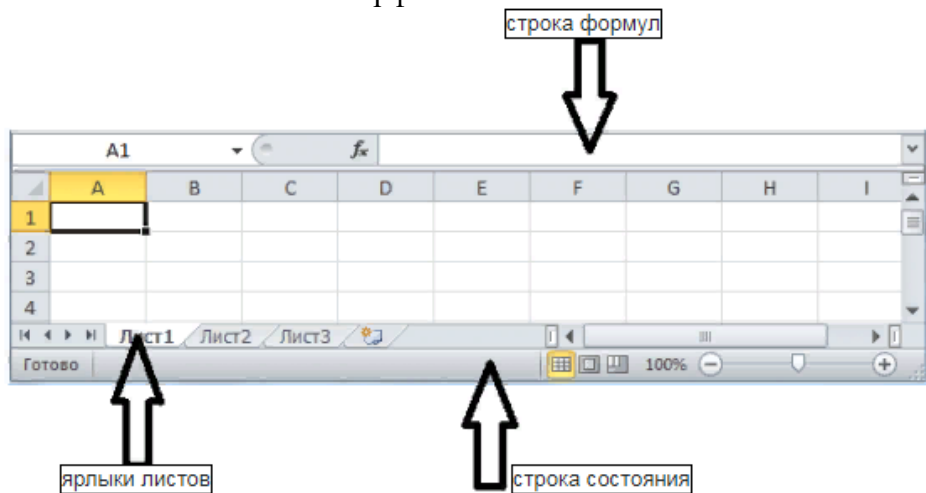 строка формул
A1 fx
A B C D E F G H I
1
2
3
4
Лист1 Лист2 Лист3
Готово 100%
ярлыки листов строка состояния